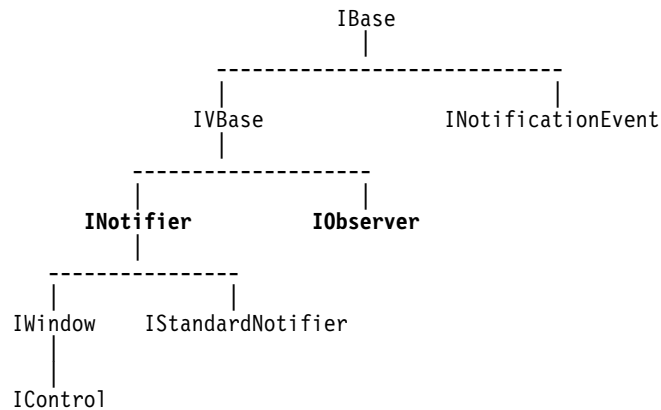 IBase
IVBase INotificationEvent
INotifier IObserver
IWindow IStandardNotifier
IControl